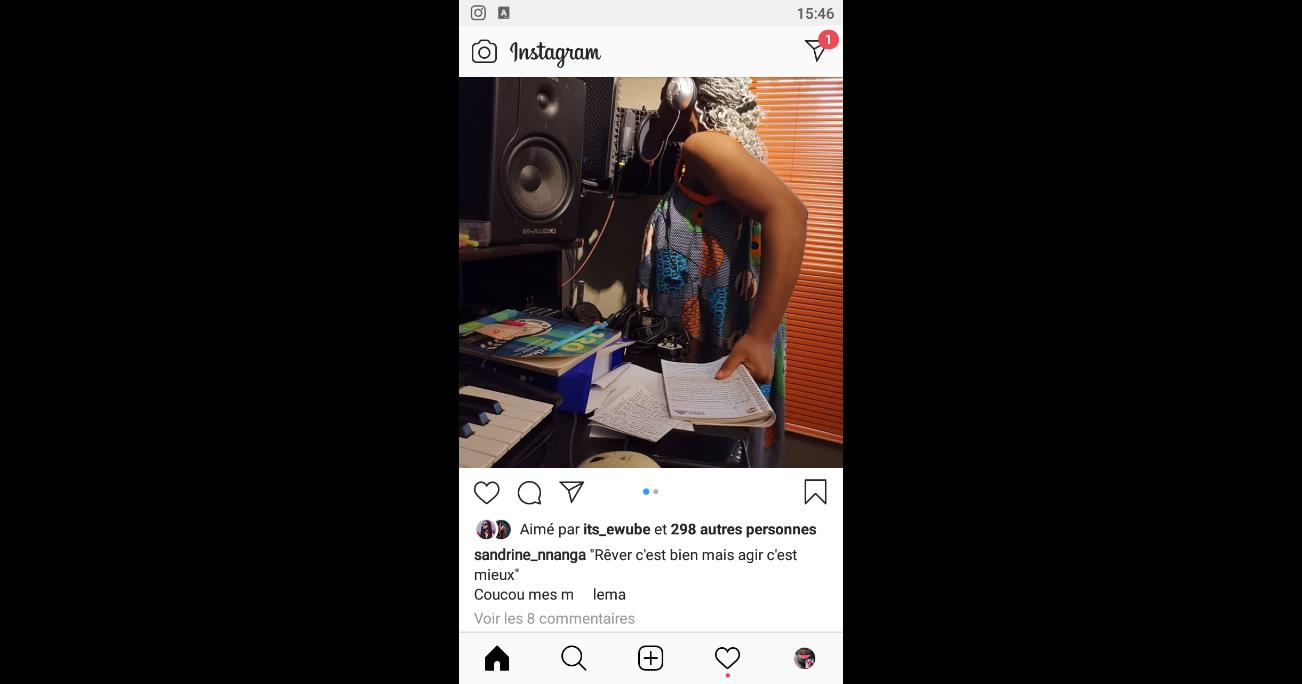 15:46
Instagram
1
M-AUDIO
120
Aimé par its_ewube et 298 autres personnes
sandrine_nnanga "Rêver c'est bien mais agir c'est
mieux"
Coucou mes m lema
Voir les 8 commentaires